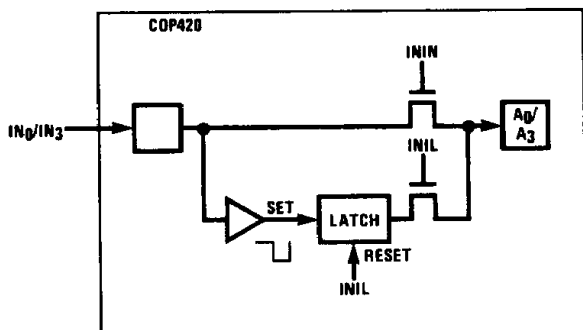 COP420
ININ
IN0/IN3
A0/
A3
INIL
SET
LATCH
RESET
INIL